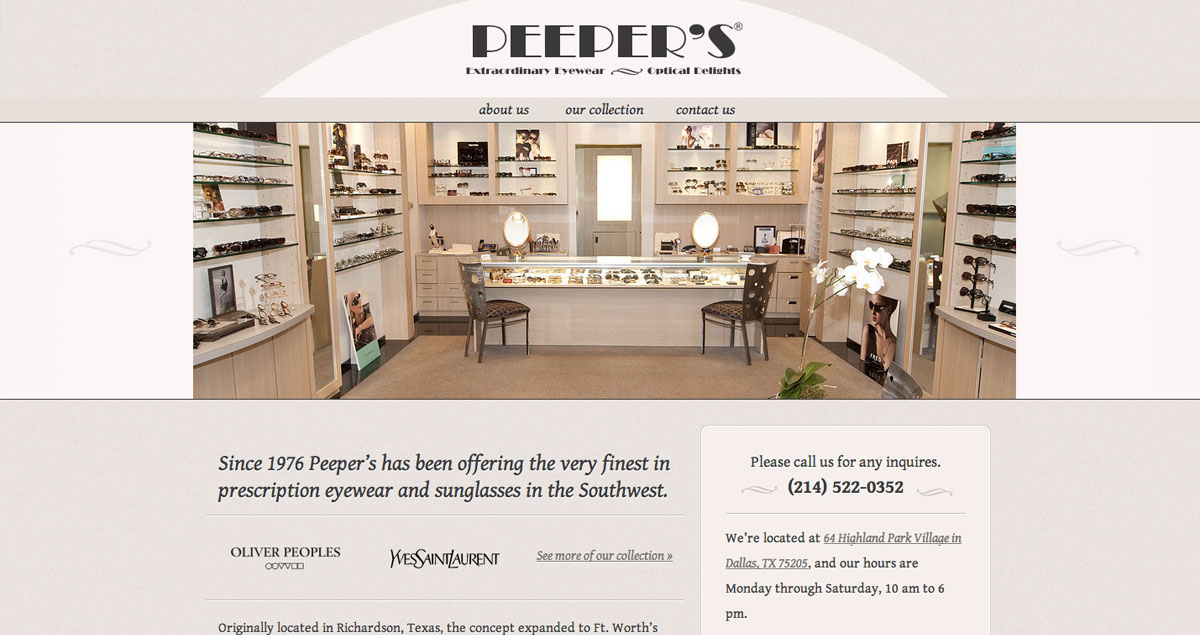 PEEPER'S®
Extraordinary Eyewear Optical Delights
about us our collection contact us
FRED
Since 1976 Peeper's has been offering the very finest in
prescription eyewear and sunglasses in the Southwest.
OLIVER PEOPLES
YVESSAINTLAURENT
See more of our collection »
Originally located in Richardson, Texas, the concept expanded to Ft. Worth's
Please call us for any inquires.
(214) 522-0352
We're located at 64 Highland Park Village in
Dallas, TX 75205, and our hours are
Monday through Saturday, 10 am to 6
pm.